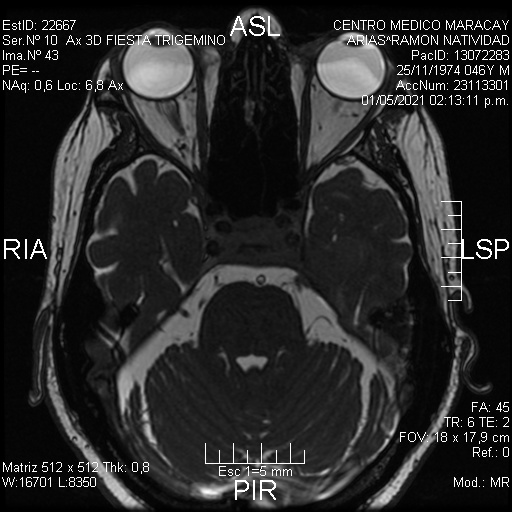 EstID: 22667
Ser.Nº 10 Ax 3D FIESTA TRIGEMINO
Ima.Nº 43
PE= --
NAq: 0,6 Loc: 6,8 Ax
ASL
CENTRO MEDICO MARACAY
ARIAS^RAMON NATIVIDAD
PacID: 13072283
25/11/1974 046Y M
AccNum: 23113301
01/05/2021 02:13:11 p.m.
RIA
LSP
Matriz 512 x 512 Thk: 0,8
W:16701 L:8350
Esc 1=5 mm
PIR
FA: 45
TR: 6 TE: 2
FOV: 18 x 17,9 cm
Ref.: 0
Mod.: MR